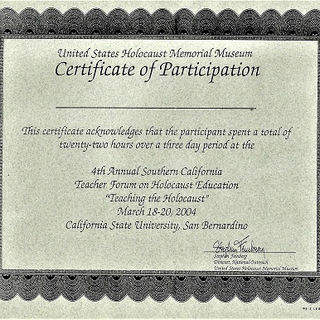 United States Holocaust Memorial Museum
Certificate of Participation
This certificate acknowledges that the participant spent a total of
twenty-two hours over a three day period at the
4th Annual Southern California
Teacher Forum on Holocaust Education
"Teaching the Holocaust"
March 18-20, 2004
California State University, San Bernardino
Stephen Feinberg
Stephen Feinberg
Director, National Outreach
United States Holocaust Memorial Museum